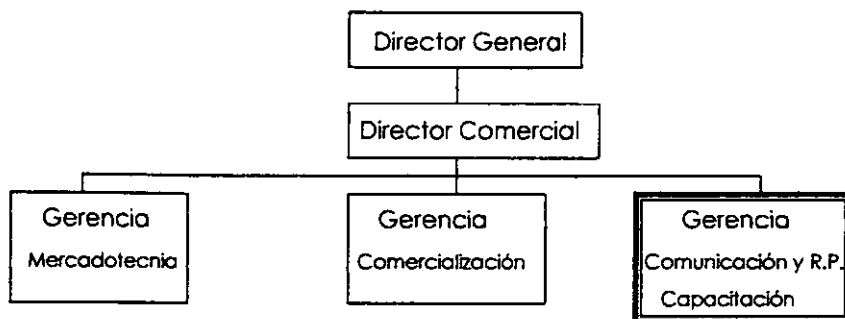 Director General
Director Comercial
Gerencia
Mercadotecnia
Gerencia
Comercialización
Gerencia
Comunicación y R.P.
Capacitación